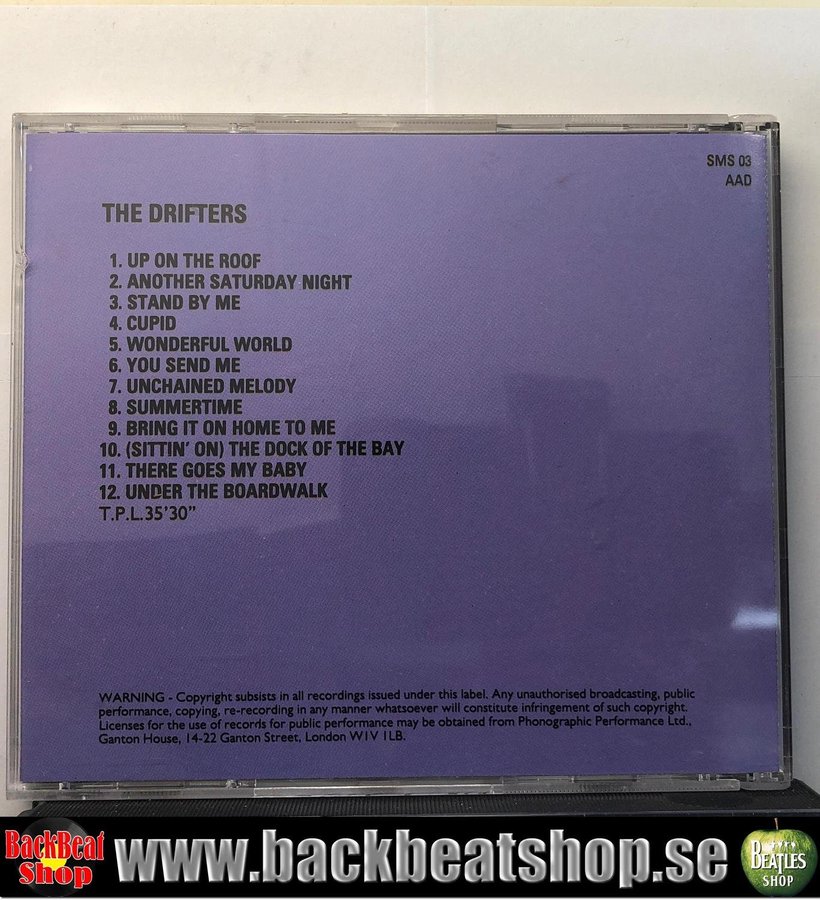 SMS 03
AAD
THE DRIFTERS
1. UP ON THE ROOF
2. ANOTHER SATURDAY NIGHT
3. STAND BY ME
4. CUPID
5. WONDERFUL WORLD
6. YOU SEND ME
7. UNCHAINED MELODY
8. SUMMERTIME
9. BRING IT ON HOME TO ME
10. (SITTIN' ON) THE DOCK OF THE BAY
11. THERE GOES MY BABY
12. UNDER THE BOARDWALK
T.P.L.35'30"
WARNING - Copyright subsists in all recordings issued under this label. Any unauthorised broadcasting, public
performance, copying, re-recording in any manner whatsoever will constitute infringement of such copyright.
Licenses for the use of records for public performance may be obtained from Phonographic Performance Ltd.,
Ganton House, 14-22 Ganton Street, London W1V 1LB.
BackBeat
Shop
www.backbeatshop.se
BEATLES
SHOP